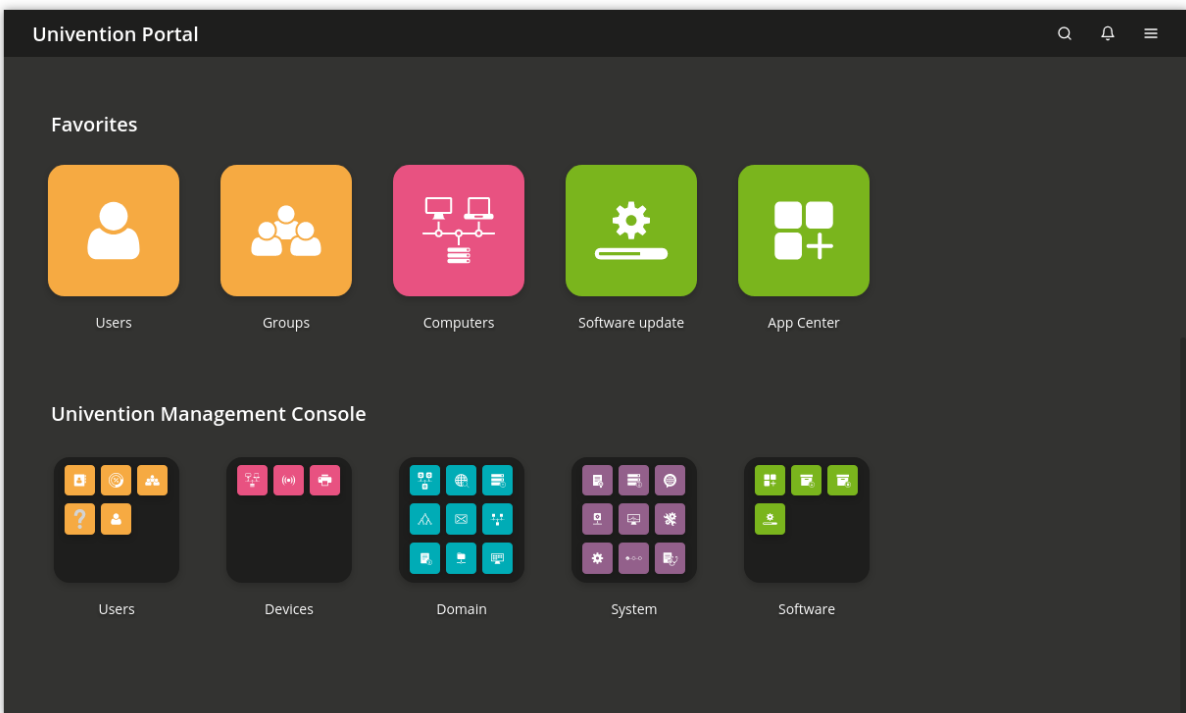 Univention Portal
Favorites
Users
Groups
Computers
Software update
App Center
Univention Management Console
?
Users
Devices
Domain
System
Software